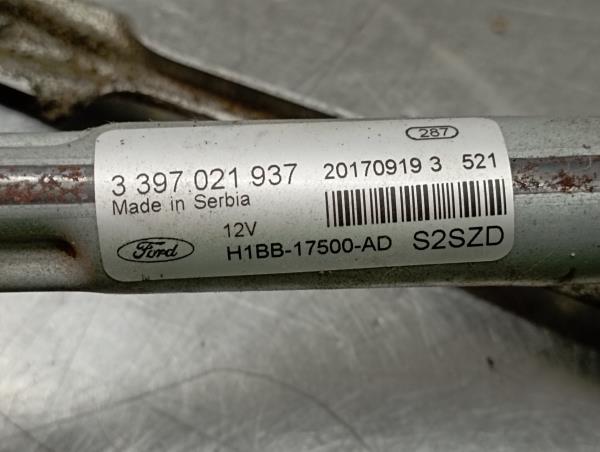 287
3 397 021 937
20170919 3 521
Made in Serbia
12V
Ford
H1BB-17500-AD
S2SZD